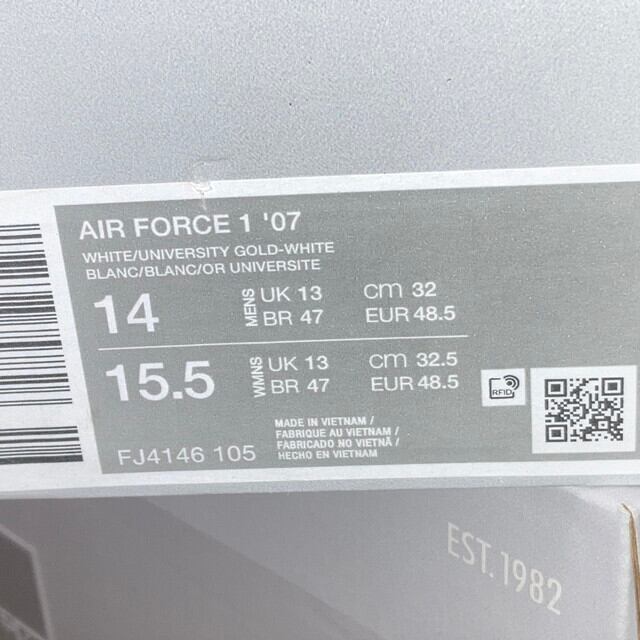 AIR FORCE 1 '07
WHITE/UNIVERSITY GOLD-WHITE
BLANC/BLANC/OR UNIVERSITE
14 MENS UK 13 cm 32
BR 47 EUR 48.5
15.5 WMNS UK 13 cm 32.5
BR 47 EUR 48.5
FJ4146 105
MADE IN VIETNAM /
FABRIQUE AU VIETNAM /
FABRICADO NO VIETNÃ /
HECHO EN VIETNAM
RFID
EST. 1982